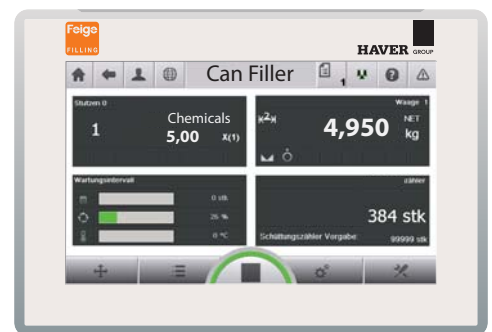 Feige
FILLING
HAVER GROUP
Can Filler
1
Stutzen 0
1
Chemicals
5,00 X(1)
Waage 1
2
4,950
NET
kg
Wartungsintervall
0 stk
25 %
0 °C
zähler
384 stk
Schüttungszähler Vorgabe: 99999 stk